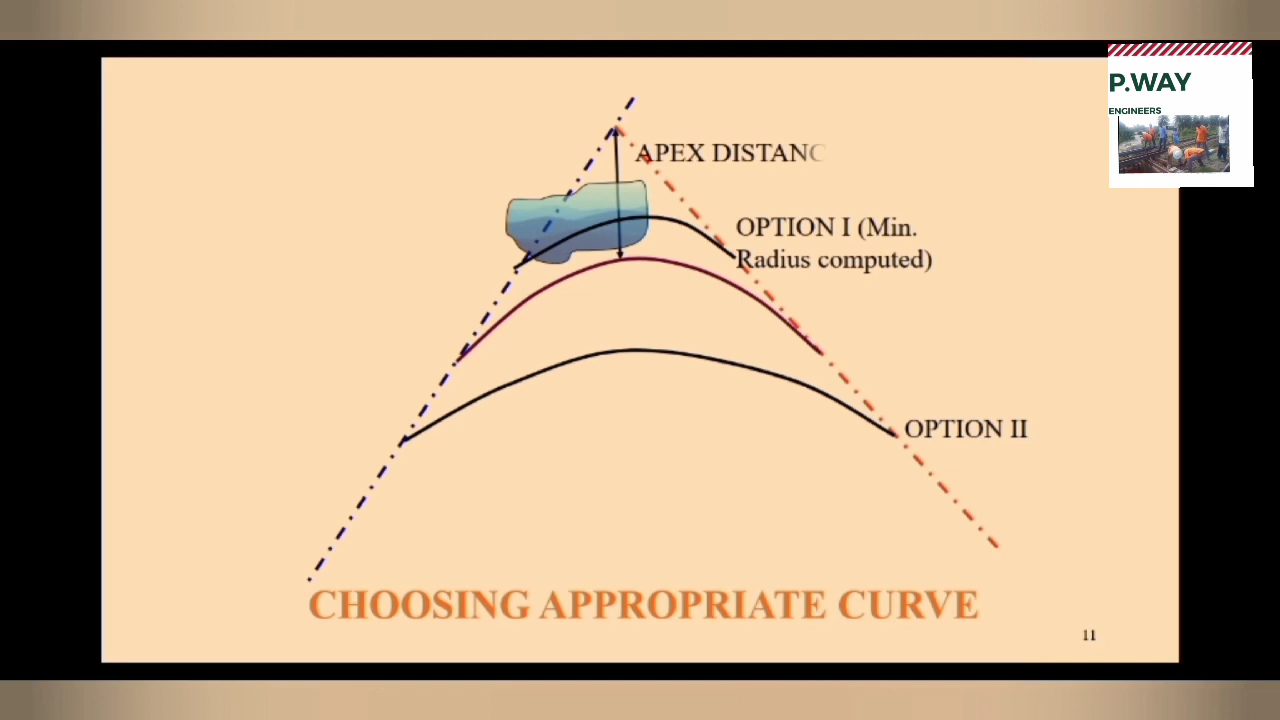 P.WAY
ENGINEERS
APEX DISTANC
OPTION I (Min.
Radius computed)
OPTION II
CHOOSING APPROPRIATE CURVE
11